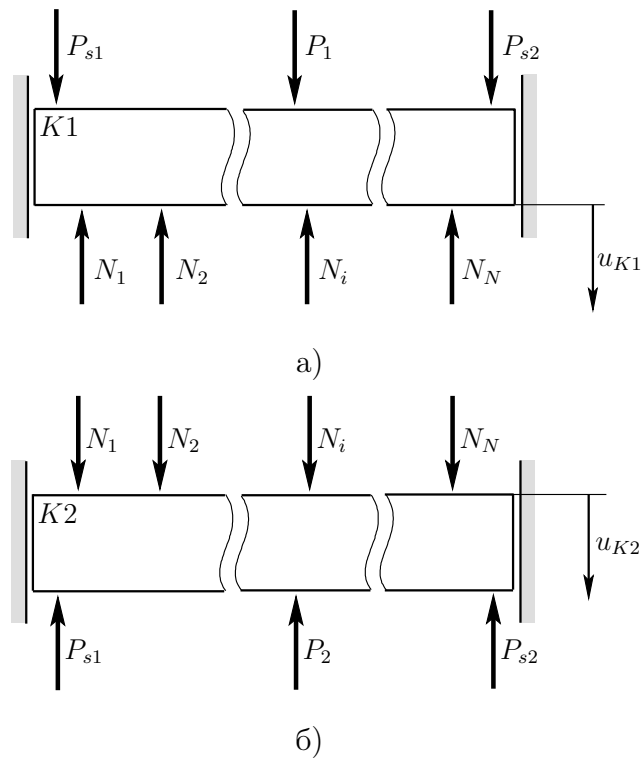 P_{s1} P_1 P_{s2}
K1
N_1 N_2 N_i N_N u_{K1}
а)
N_1 N_2 N_i N_N
K2 u_{K2}
P_{s1} P_2 P_{s2}
б)